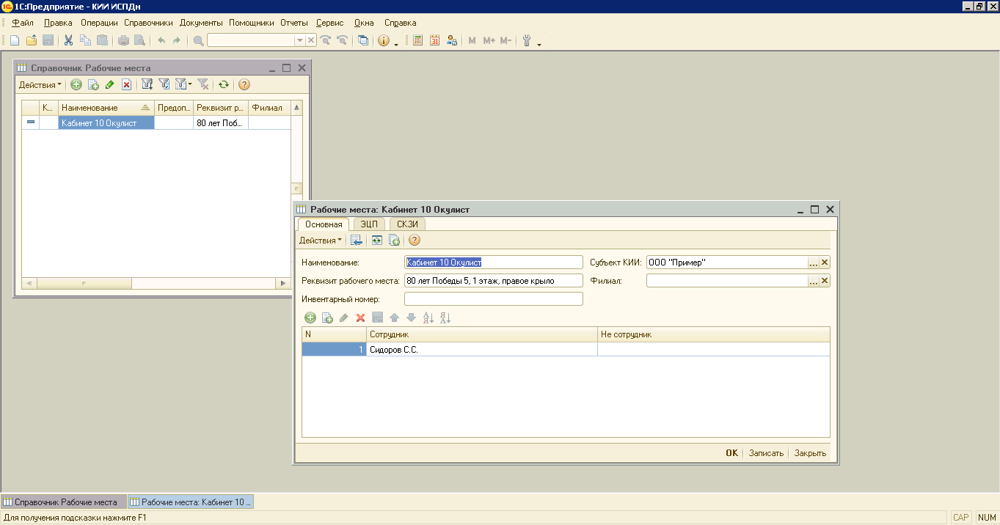 1С:Предприятие - КИИ ИСПДн
Файл Правка Операции Справочники Документы Помощники Отчеты Сервис Окна Справка
M M+ M-
Справочник Рабочие места
Действия
К... Наименование Предоп... Реквизит р... Филиал
Кабинет 10 Окулист 80 лет Поб...
Рабочие места: Кабинет 10 Окулист
Основная ЭЦП СКЗИ
Действия
Наименование: Кабинет 10 Окулист Субъект КИИ: ООО "Пример" ...
Реквизит рабочего места: 80 лет Победы 5, 1 этаж, правое крыло Филиал: ...
Инвентарный номер:
N Сотрудник Не сотрудник
1 Сидоров С.С.
OK Записать Закрыть
Справочник Рабочие места Рабочие места: Кабинет 10 ...
Для получения подсказки нажмите F1 CAP NUM